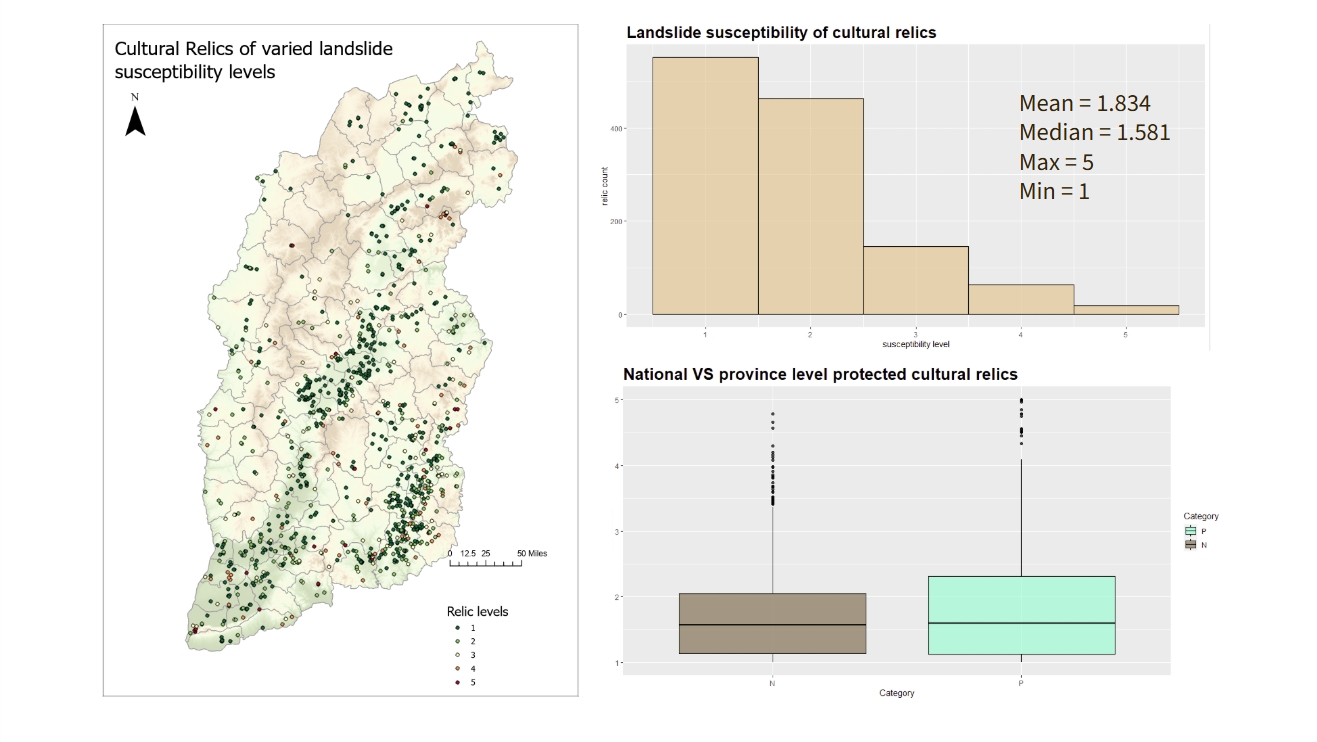 Cultural Relics of varied landslide
susceptibility levels
N
0 12.5 25 50 Miles
Relic levels
1
2
3
4
5
Landslide susceptibility of cultural relics
Mean = 1.834
Median = 1.581
Max = 5
Min = 1
relic count
400
200
0
1 2 3 4 5
susceptibility level
National VS province level protected cultural relics
5
4
3
2
1
N P
Category
Category
P
N